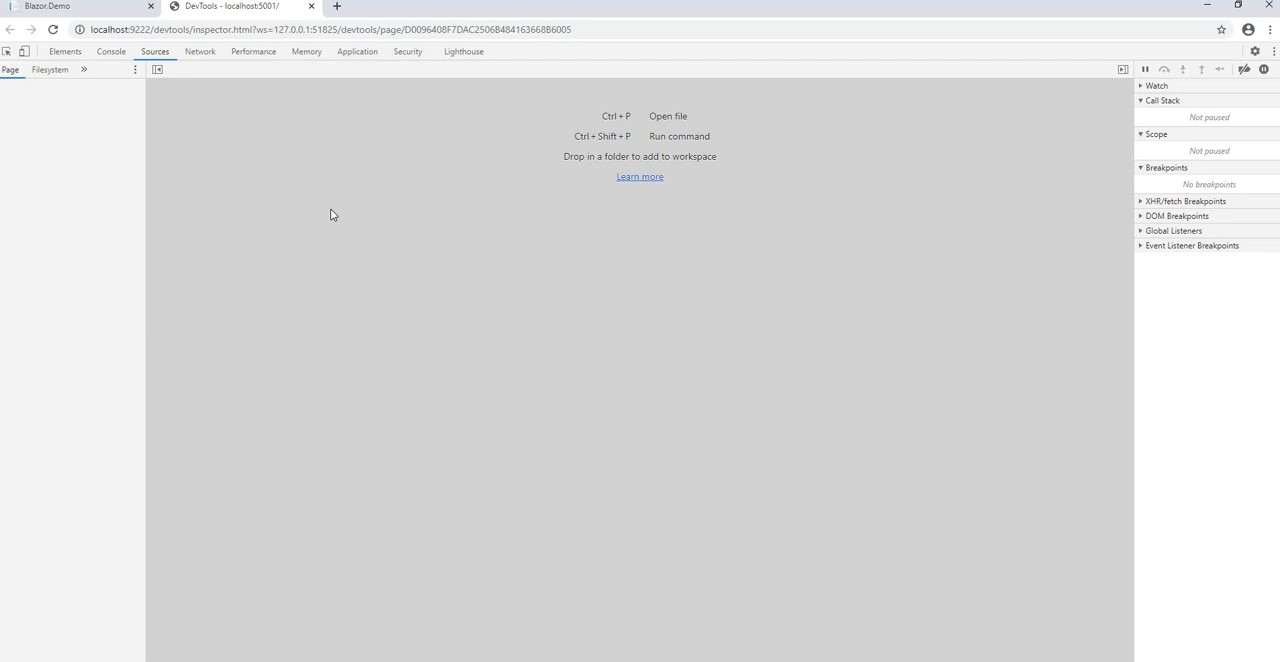 Blazor.Demo
DevTools - localhost:5001/
localhost:9222/devtools/inspector.html?ws=127.0.0.1:51825/devtools/page/D0096408F7DAC2506B484163668B6005
Elements Console Sources Network Performance Memory Application Security Lighthouse
Page Filesystem »
Ctrl + P Open file
Ctrl + Shift + P Run command
Drop in a folder to add to workspace
Learn more
Watch
Call Stack
Not paused
Scope
Not paused
Breakpoints
No breakpoints
XHR/fetch Breakpoints
DOM Breakpoints
Global Listeners
Event Listener Breakpoints